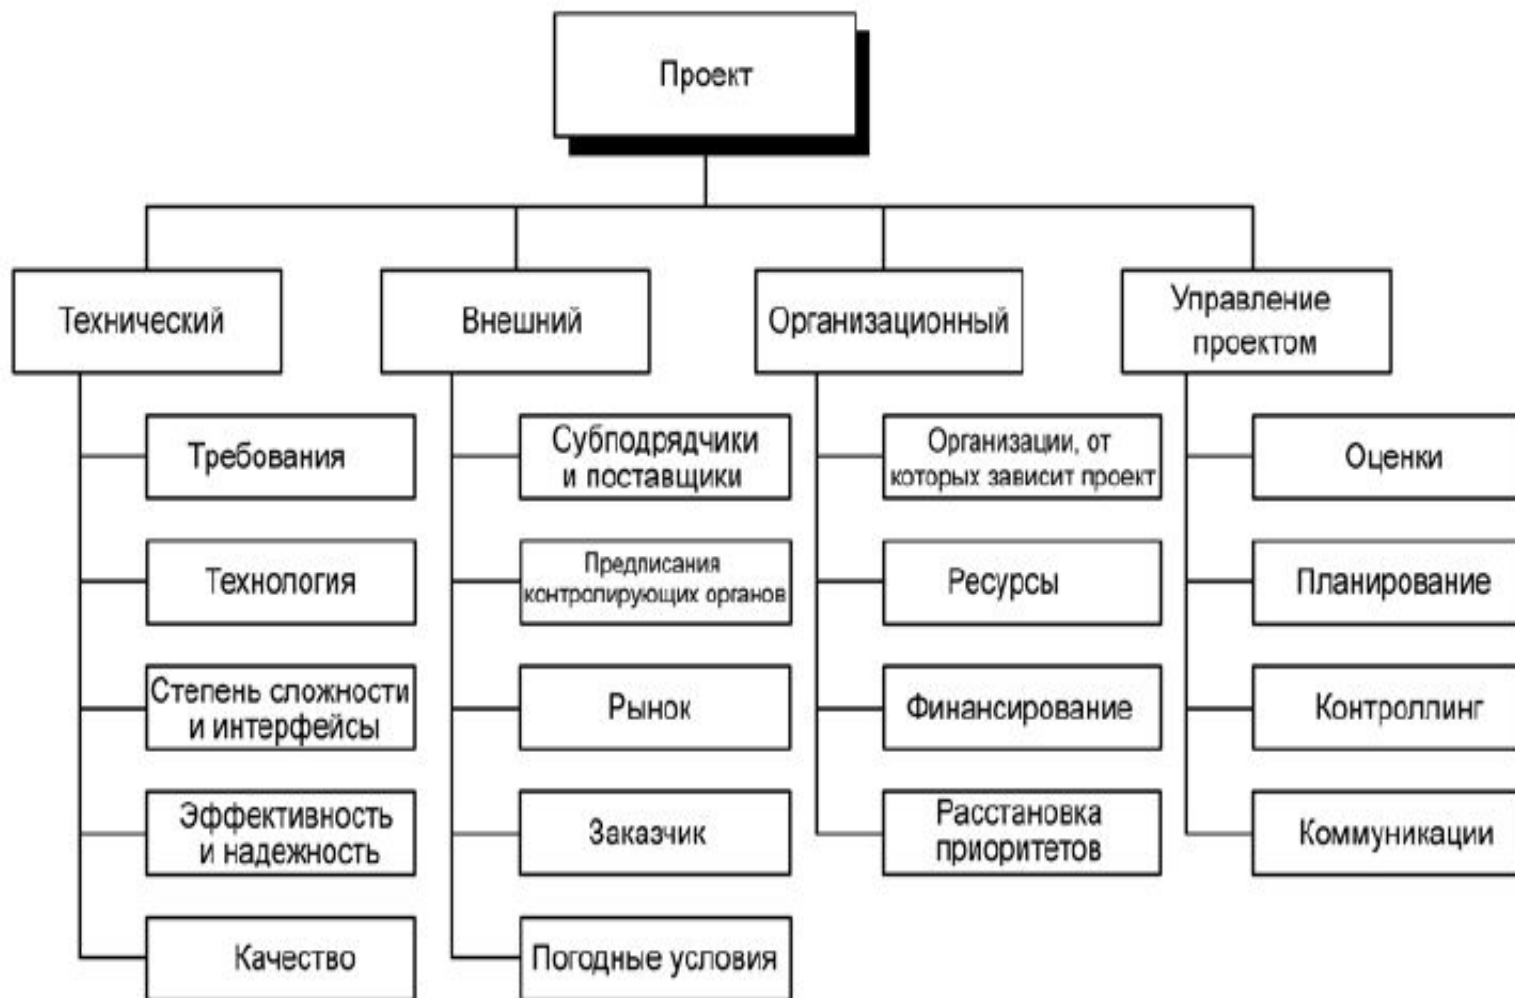 Проект
Технический
Требования
Технология
Степень сложности
и интерфейсы
Эффективность
и надежность
Качество
Внешний
Субподрядчики
и поставщики
Предписания
контролирующих органов
Рынок
Заказчик
Погодные условия
Организационный
Организации, от
которых зависит проект
Ресурсы
Финансирование
Расстановка
приоритетов
Управление
проектом
Оценки
Планирование
Контроллинг
Коммуникации